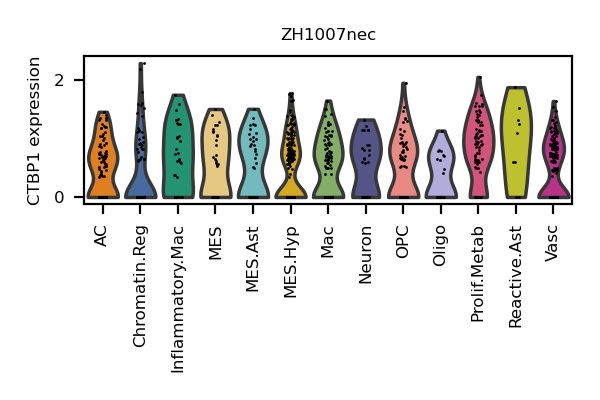 ZH1007nec
CTBP1 expression
2
0
AC
Chromatin.Reg
Inflammatory.Mac
MES
MES.Ast
MES.Hyp
Mac
Neuron
OPC
Oligo
Prolif.Metab
Reactive.Ast
Vasc